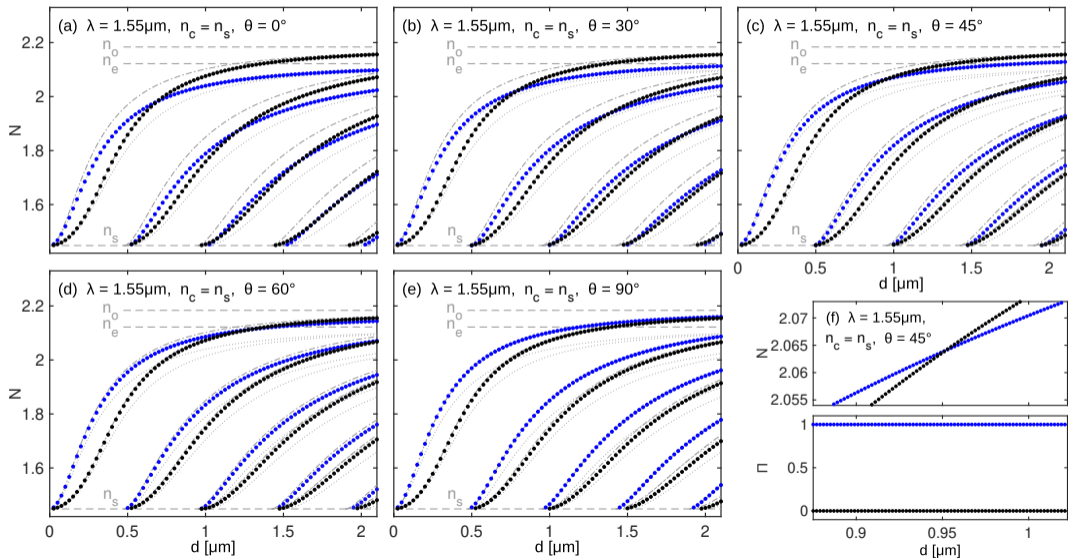 (a) λ = 1.55μm, n_c = n_s, θ = 0°
n_o
n_e
n_s
2.2
2
1.8
1.6
N
(b) λ = 1.55μm, n_c = n_s, θ = 30°
n_o
n_e
n_s
(c) λ = 1.55μm, n_c = n_s, θ = 45°
n_o
n_e
n_s
0 0.5 1 1.5 2
d [μm]
(d) λ = 1.55μm, n_c = n_s, θ = 60°
n_o
n_e
n_s
2.2
2
1.8
1.6
N
0 0.5 1 1.5 2
d [μm]
(e) λ = 1.55μm, n_c = n_s, θ = 90°
n_o
n_e
n_s
0 0.5 1 1.5 2
d [μm]
(f) λ = 1.55μm,
n_c = n_s, θ = 45°
2.07
2.065
2.06
2.055
N
1
0.5
0
Π
0.9 0.95 1
d [μm]